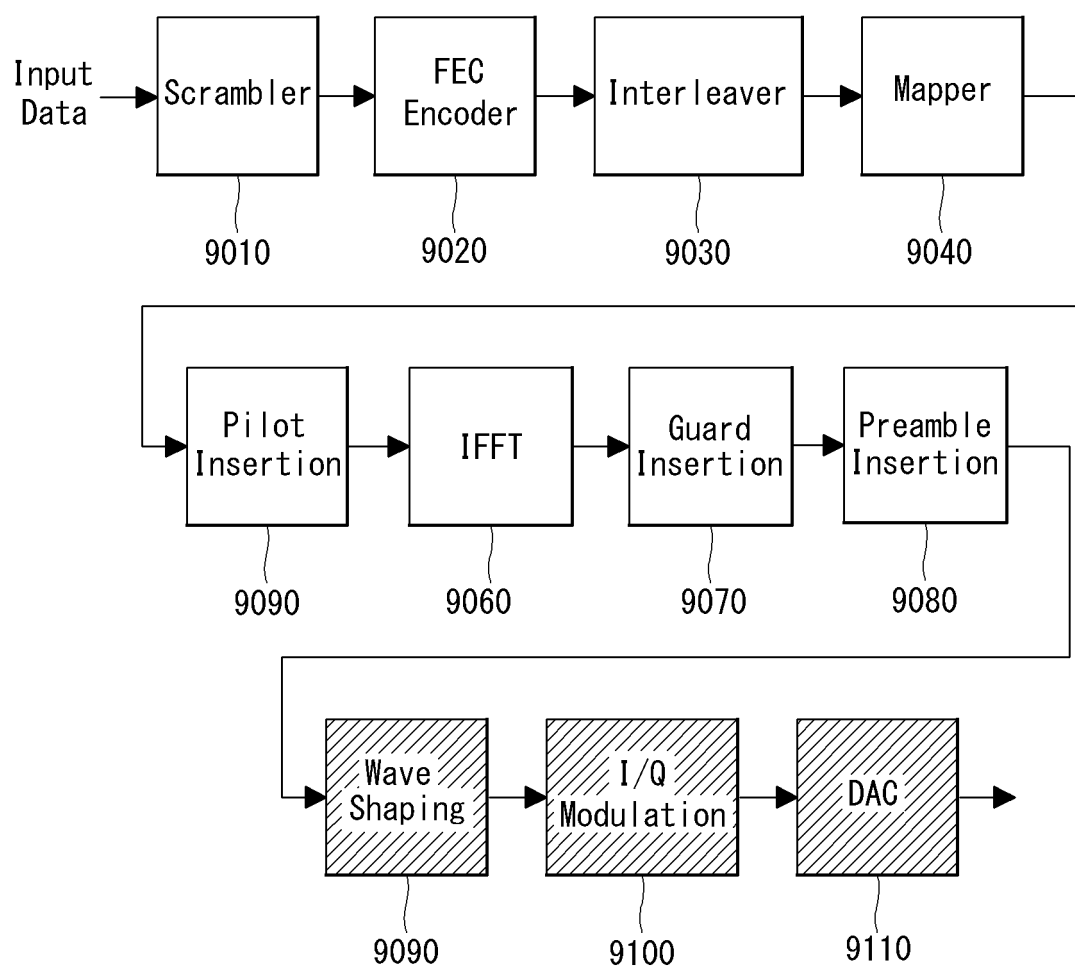 Input
Data
Scrambler
FEC
Encoder
Interleaver
Mapper
9010
9020
9030
9040
Pilot
Insertion
IFFT
Guard
Insertion
Preamble
Insertion
9090
9060
9070
9080
Wave
Shaping
I/Q
Modulation
DAC
9090
9100
9110